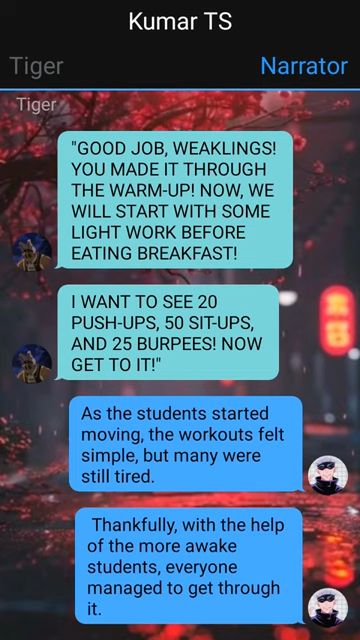 Kumar TS
Tiger
Narrator
Tiger
"GOOD JOB, WEAKLINGS!
YOU MADE IT THROUGH
THE WARM-UP! NOW, WE
WILL START WITH SOME
LIGHT WORK BEFORE
EATING BREAKFAST!
I WANT TO SEE 20
PUSH-UPS, 50 SIT-UPS,
AND 25 BURPEES! NOW
GET TO IT!"
As the students started
moving, the workouts felt
simple, but many were
still tired.
Thankfully, with the help
of the more awake
students, everyone
managed to get through
it.